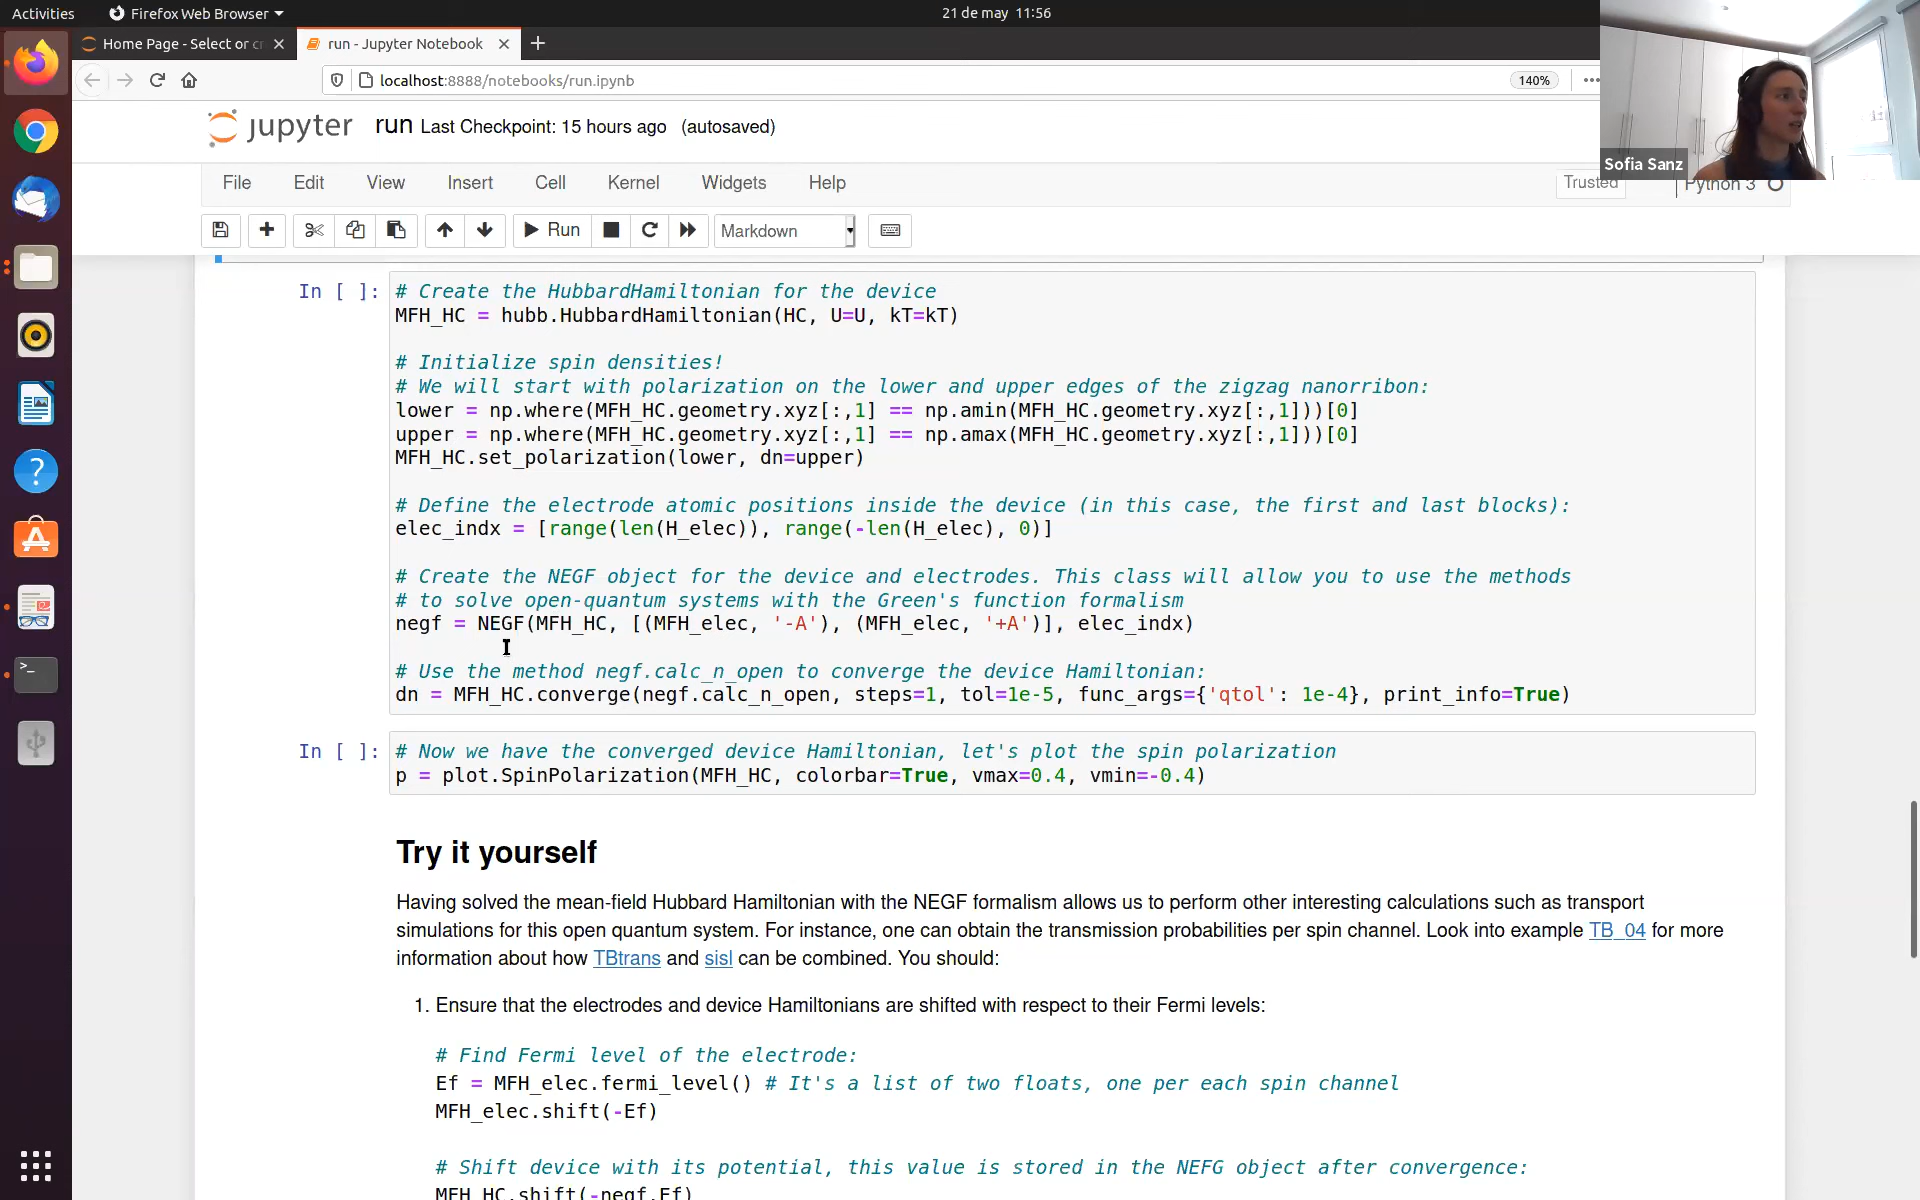 Activities
Firefox Web Browser
21 de may 11:56
Home Page - Select or c
run - Jupyter Notebook
localhost:8888/notebooks/run.ipynb
140%
jupyter run Last Checkpoint: 15 hours ago (autosaved)
Sofia Sanz
File Edit View Insert Cell Kernel Widgets Help
Trusted
Python 3
Run
Markdown
In [ ]:
# Create the HubbardHamiltonian for the device
MFH_HC = hubb.HubbardHamiltonian(HC, U=U, kT=kT)
# Initialize spin densities!
# We will start with polarization on the lower and upper edges of the zigzag nanorribon:
lower = np.where(MFH_HC.geometry.xyz[:,1] == np.amin(MFH_HC.geometry.xyz[:,1]))[0]
upper = np.where(MFH_HC.geometry.xyz[:,1] == np.amax(MFH_HC.geometry.xyz[:,1]))[0]
MFH_HC.set_polarization(lower, dn=upper)
# Define the electrode atomic positions inside the device (in this case, the first and last blocks):
elec_indx = [range(len(H_elec)), range(-len(H_elec), 0)]
# Create the NEGF object for the device and electrodes. This class will allow you to use the methods
# to solve open-quantum systems with the Green's function formalism
negf = NEGF(MFH_HC, [(MFH_elec, '-A'), (MFH_elec, '+A')], elec_indx)
# Use the method negf.calc_n_open to converge the device Hamiltonian:
dn = MFH_HC.converge(negf.calc_n_open, steps=1, tol=1e-5, func_args={'qtol': 1e-4}, print_info=True)
In [ ]:
# Now we have the converged device Hamiltonian, let's plot the spin polarization
p = plot.SpinPolarization(MFH_HC, colorbar=True, vmax=0.4, vmin=-0.4)
Try it yourself
Having solved the mean-field Hubbard Hamiltonian with the NEGF formalism allows us to perform other interesting calculations such as transport
simulations for this open quantum system. For instance, one can obtain the transmission probabilities per spin channel. Look into example TB_04 for more
information about how TBtrans and sisl can be combined. You should:
1. Ensure that the electrodes and device Hamiltonians are shifted with respect to their Fermi levels:
# Find Fermi level of the electrode:
Ef = MFH_elec.fermi_level() # It's a list of two floats, one per each spin channel
MFH_elec.shift(-Ef)
# Shift device with its potential, this value is stored in the NEFG object after convergence:
MFH_HC.shift(-negf.Ef)